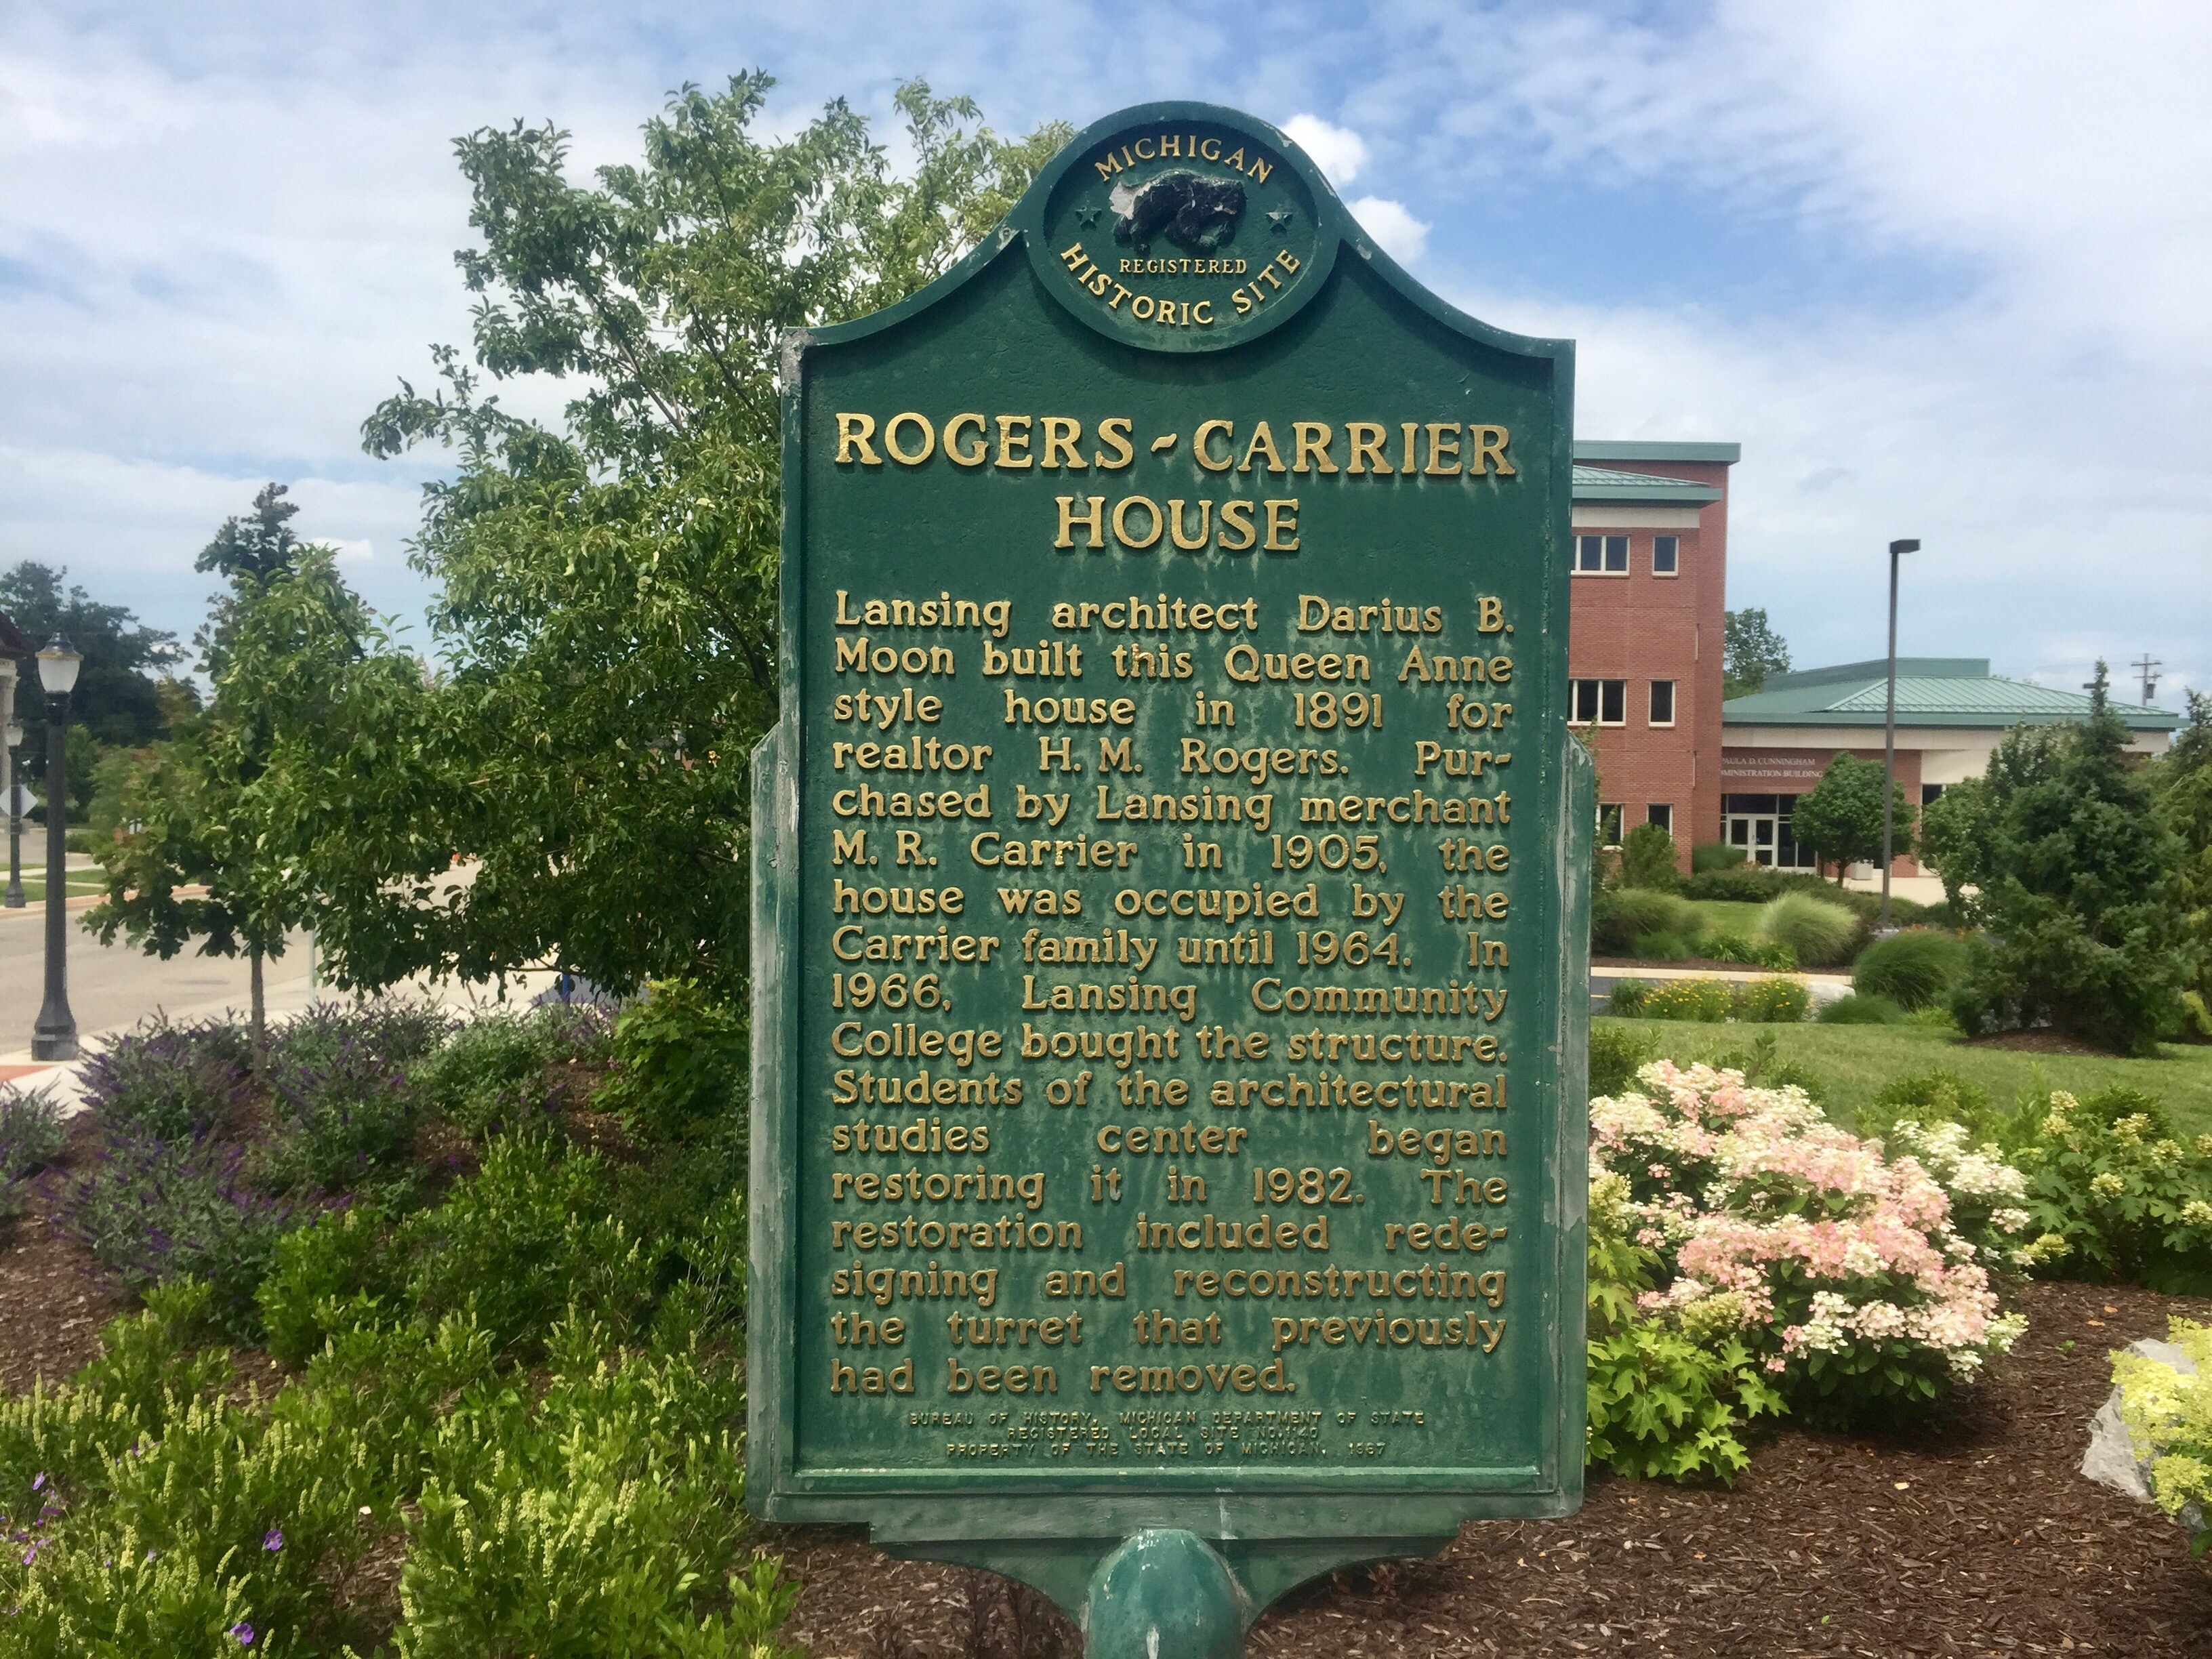 MICHIGAN
REGISTERED
HISTORIC SITE
ROGERS-CARRIER
HOUSE
Lansing architect Darius B.
Moon built this Queen Anne
style house in 1891 for
realtor H. M. Rogers. Pur-
chased by Lansing merchant
M. R. Carrier in 1905, the
house was occupied by the
Carrier family until 1964. In
1966, Lansing Community
College bought the structure.
Students of the architectural
studies center began
restoring it in 1982. The
restoration included rede-
signing and reconstructing
the turret that previously
had been removed.
BUREAU OF HISTORY, MICHIGAN DEPARTMENT OF STATE
REGISTERED LOCAL SITE NO. 1140
PROPERTY OF THE STATE OF MICHIGAN, 1987
PAULA D. CUNNINGHAM
MINISTRATION BUILDING